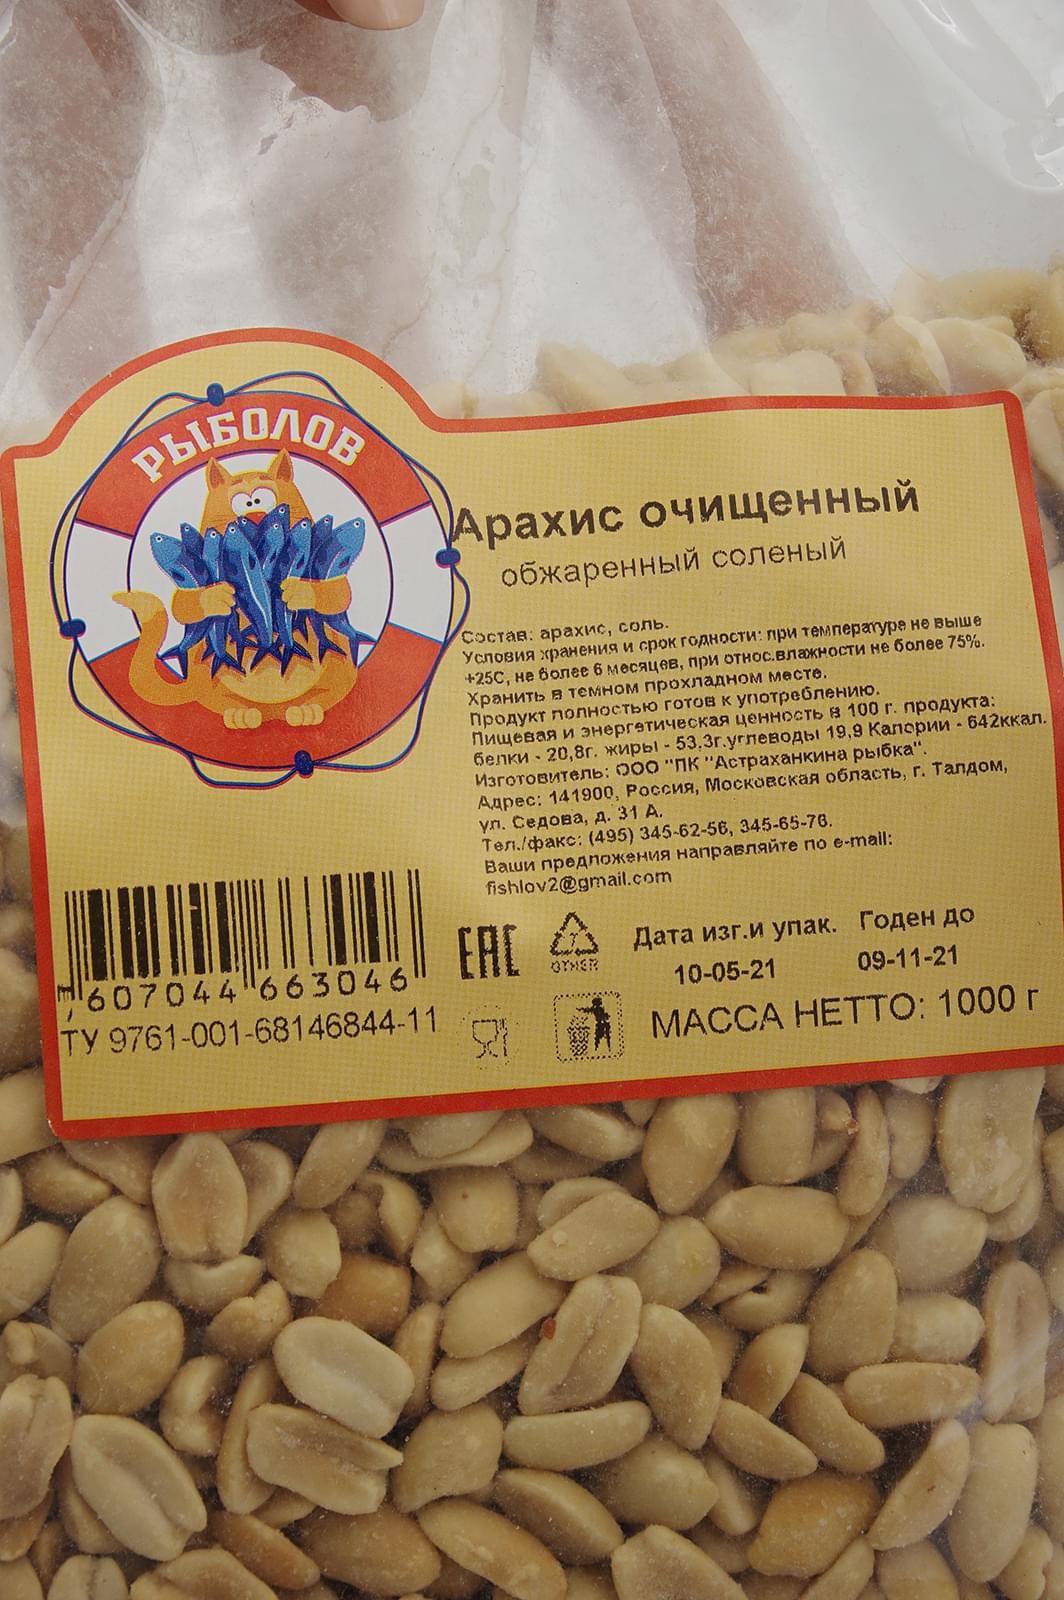 РЫБОЛОВ
Арахис очищенный
обжаренный соленый
Состав: арахис, соль.
Условия хранения и срок годности: при температуре не выше
+25С, не более 6 месяцев, при относ.влажности не более 75%.
Хранить в темном прохладном месте.
Продукт полностью готов к употреблению.
Пищевая и энергетическая ценность в 100 г. продукта:
белки - 20,8г. жиры - 53,3г.углеводы 19,9 Калории - 642ккал.
Изготовитель: ООО "ПК "Астраханкина рыбка".
Адрес: 141900, Россия, Московская область, г. Талдом,
ул. Седова, д. 31 А.
Тел./факс: (495) 345-62-56, 345-65-76.
Ваши предложения направляйте по e-mail:
fishlov2@gmail.com
607044 663046
ТУ 9761-001-68146844-11
ЕАС
7
OTHER
Дата изг.и упак. Годен до
10-05-21 09-11-21
МАССА НЕТТО: 1000 г